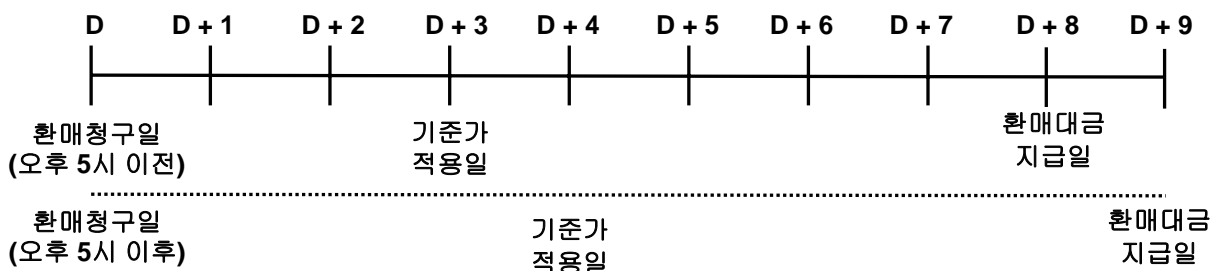 D D + 1 D + 2 D + 3 D + 4 D + 5 D + 6 D + 7 D + 8 D + 9
환매청구일
(오후 5시 이전)
기준가
적용일
환매대금
지급일
환매청구일
(오후 5시 이후)
기준가
적용일
환매대금
지급일